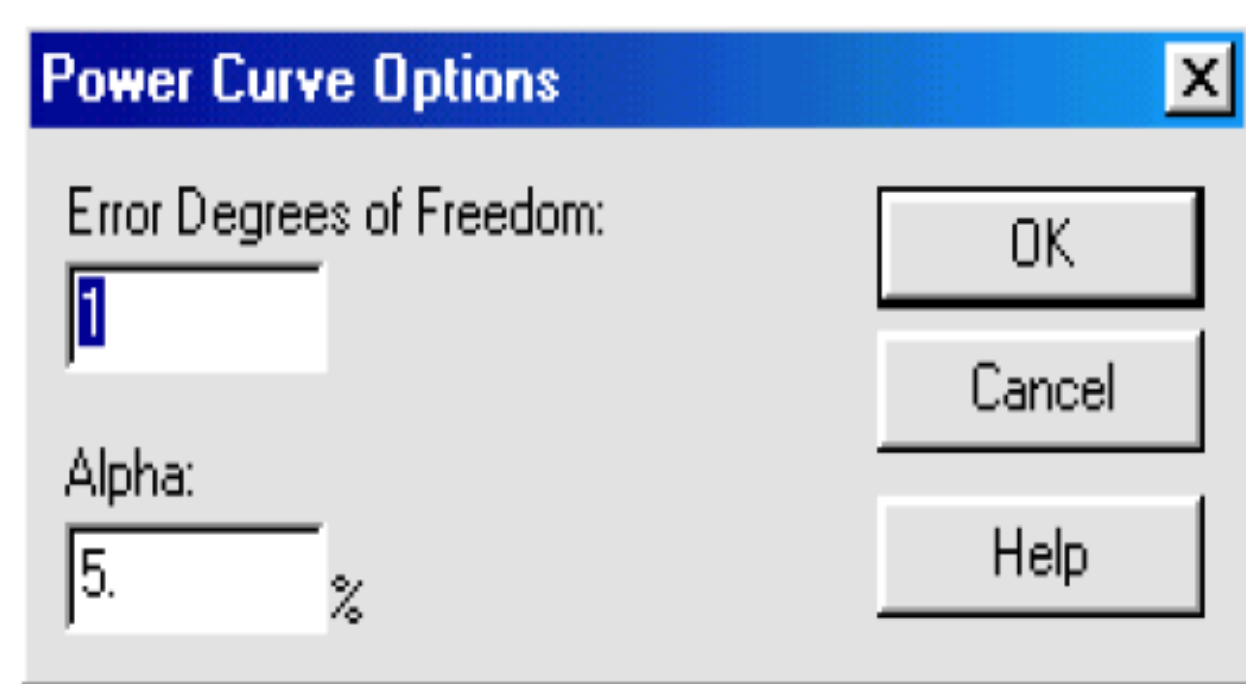 Power Curve Options
X
Error Degrees of Freedom:
1
OK
Cancel
Alpha:
5.
%
Help